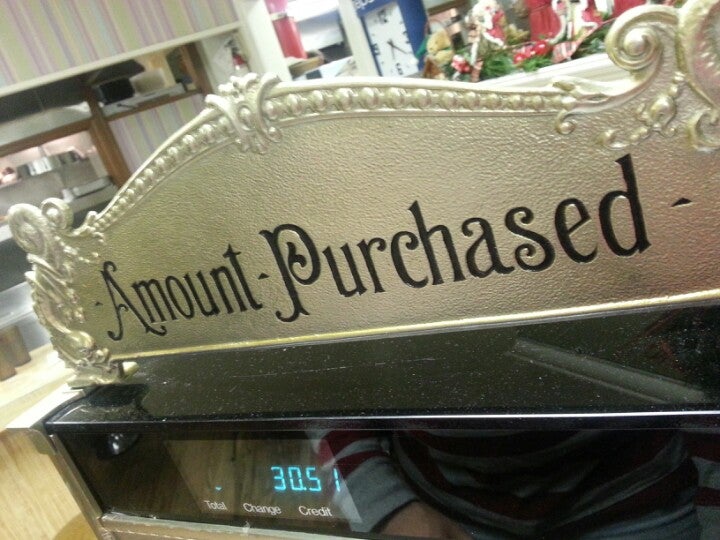 -Amount-Purchased-
30.51
Total Change Credit